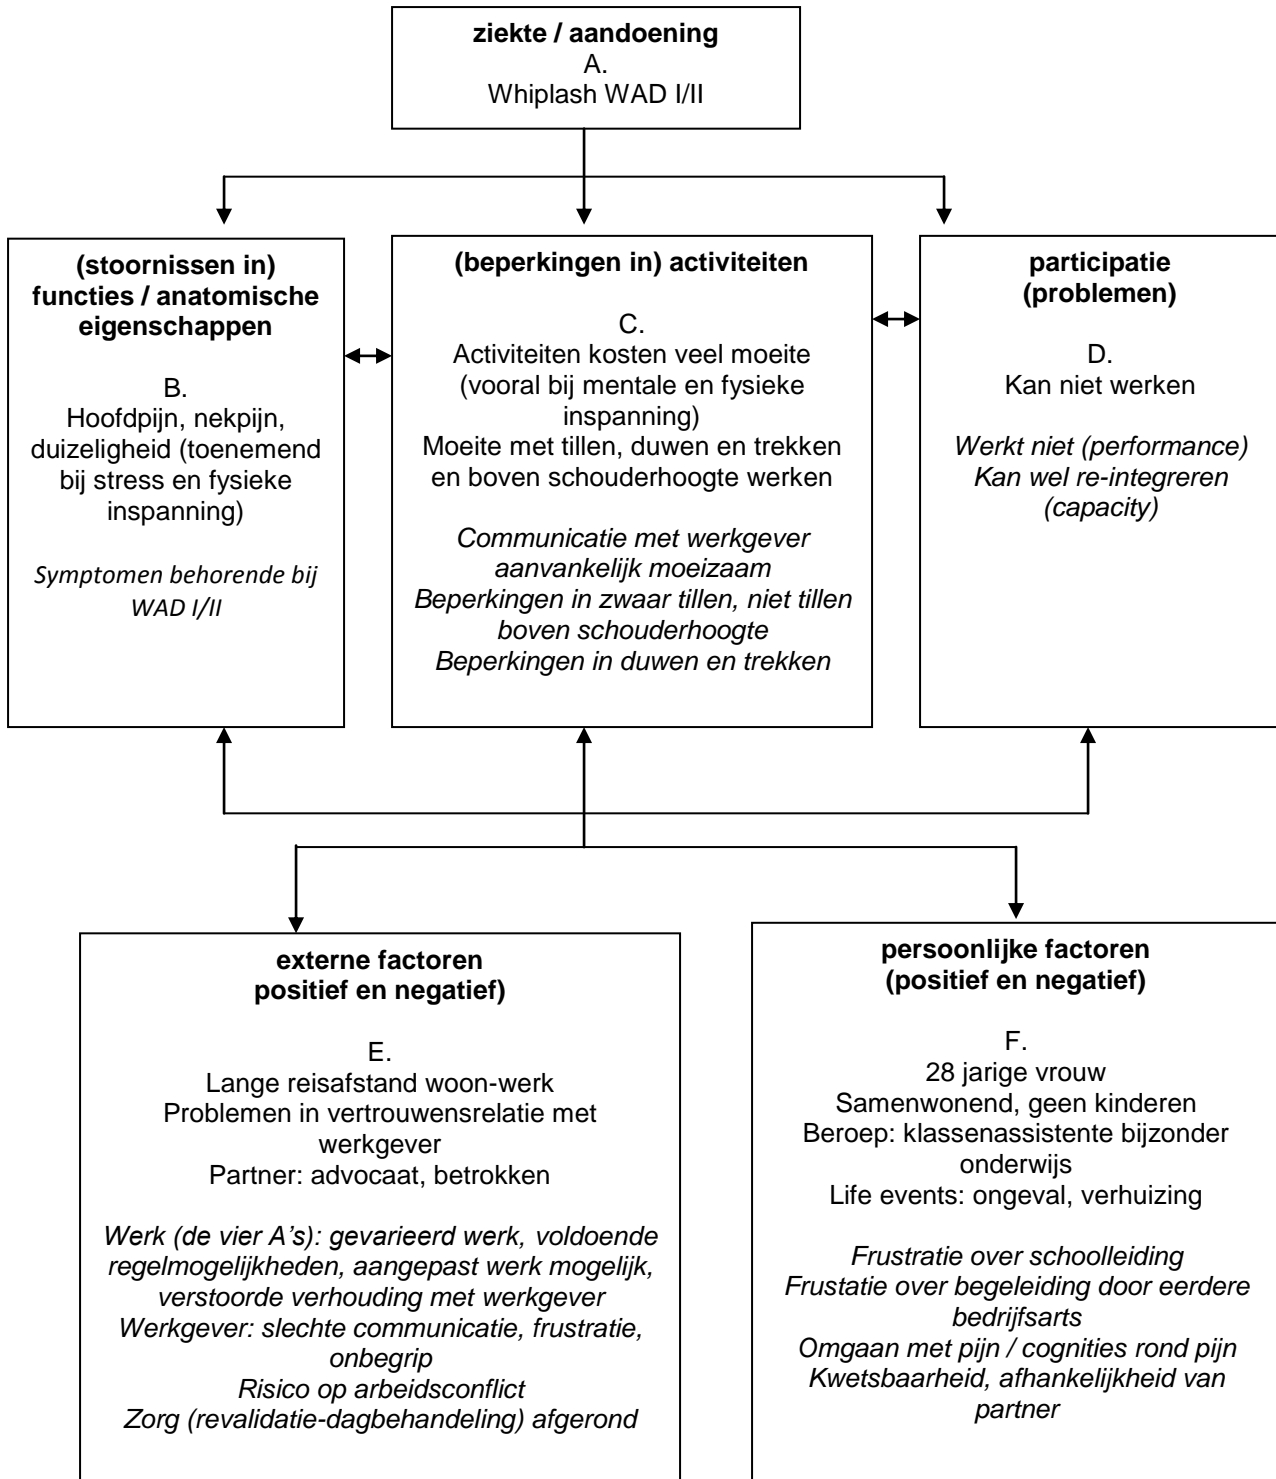 ziekte / aandoening
A.
Whiplash WAD I/II
(stoornissen in)
functies / anatomische
eigenschappen
B.
Hoofdpijn, nekpijn,
duizeligheid (toenemend
bij stress en fysieke
inspanning)
Symptomen behorende bij
WAD I/II
(beperkingen in) activiteiten
C.
Activiteiten kosten veel moeite
(vooral bij mentale en fysieke
inspanning)
Moeite met tillen, duwen en trekken
en boven schouderhoogte werken
Communicatie met werkgever
aanvankelijk moeizaam
Beperkingen in zwaar tillen, niet tillen
boven schouderhoogte
Beperkingen in duwen en trekken
participatie
(problemen)
D.
Kan niet werken
Werkt niet (performance)
Kan wel re-integreren
(capacity)
externe factoren
positief en negatief)
E.
Lange reisafstand woon-werk
Problemen in vertrouwensrelatie met
werkgever
Partner: advocaat, betrokken
Werk (de vier A’s): gevarieerd werk, voldoende
regelmogelijkheden, aangepast werk mogelijk,
verstoorde verhouding met werkgever
Werkgever: slechte communicatie, frustratie,
onbegrip
Risico op arbeidsconflict
Zorg (revalidatie-dagbehandeling) afgerond
persoonlijke factoren
(positief en negatief)
F.
28 jarige vrouw
Samenwonend, geen kinderen
Beroep: klassenassistente bijzonder
onderwijs
Life events: ongeval, verhuizing
Frustratie over schoolleiding
Frustatie over begeleiding door eerdere
bedrijfsarts
Omgaan met pijn / cognities rond pijn
Kwetsbaarheid, afhankelijkheid van
partner